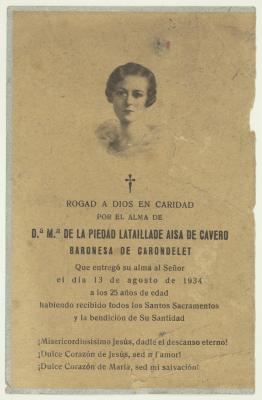 ROGAD A DIOS EN CARIDAD
POR EL ALMA DE
D.ª M.ª DE LA PIEDAD LATAILLADE AISA DE CAVERO
BARONESA DE CARONDELET
Que entregó su alma al Señor
el día 13 de agosto de 1934
a los 25 años de edad
habiendo recibido todos los Santos Sacramentos
y la bendición de Su Santidad
¡Misericordiosísimo Jesús, dadle el descanso eterno!
¡Dulce Corazón de Jesús, sed mi amor!
¡Dulce Corazón de María, sed mi salvación!